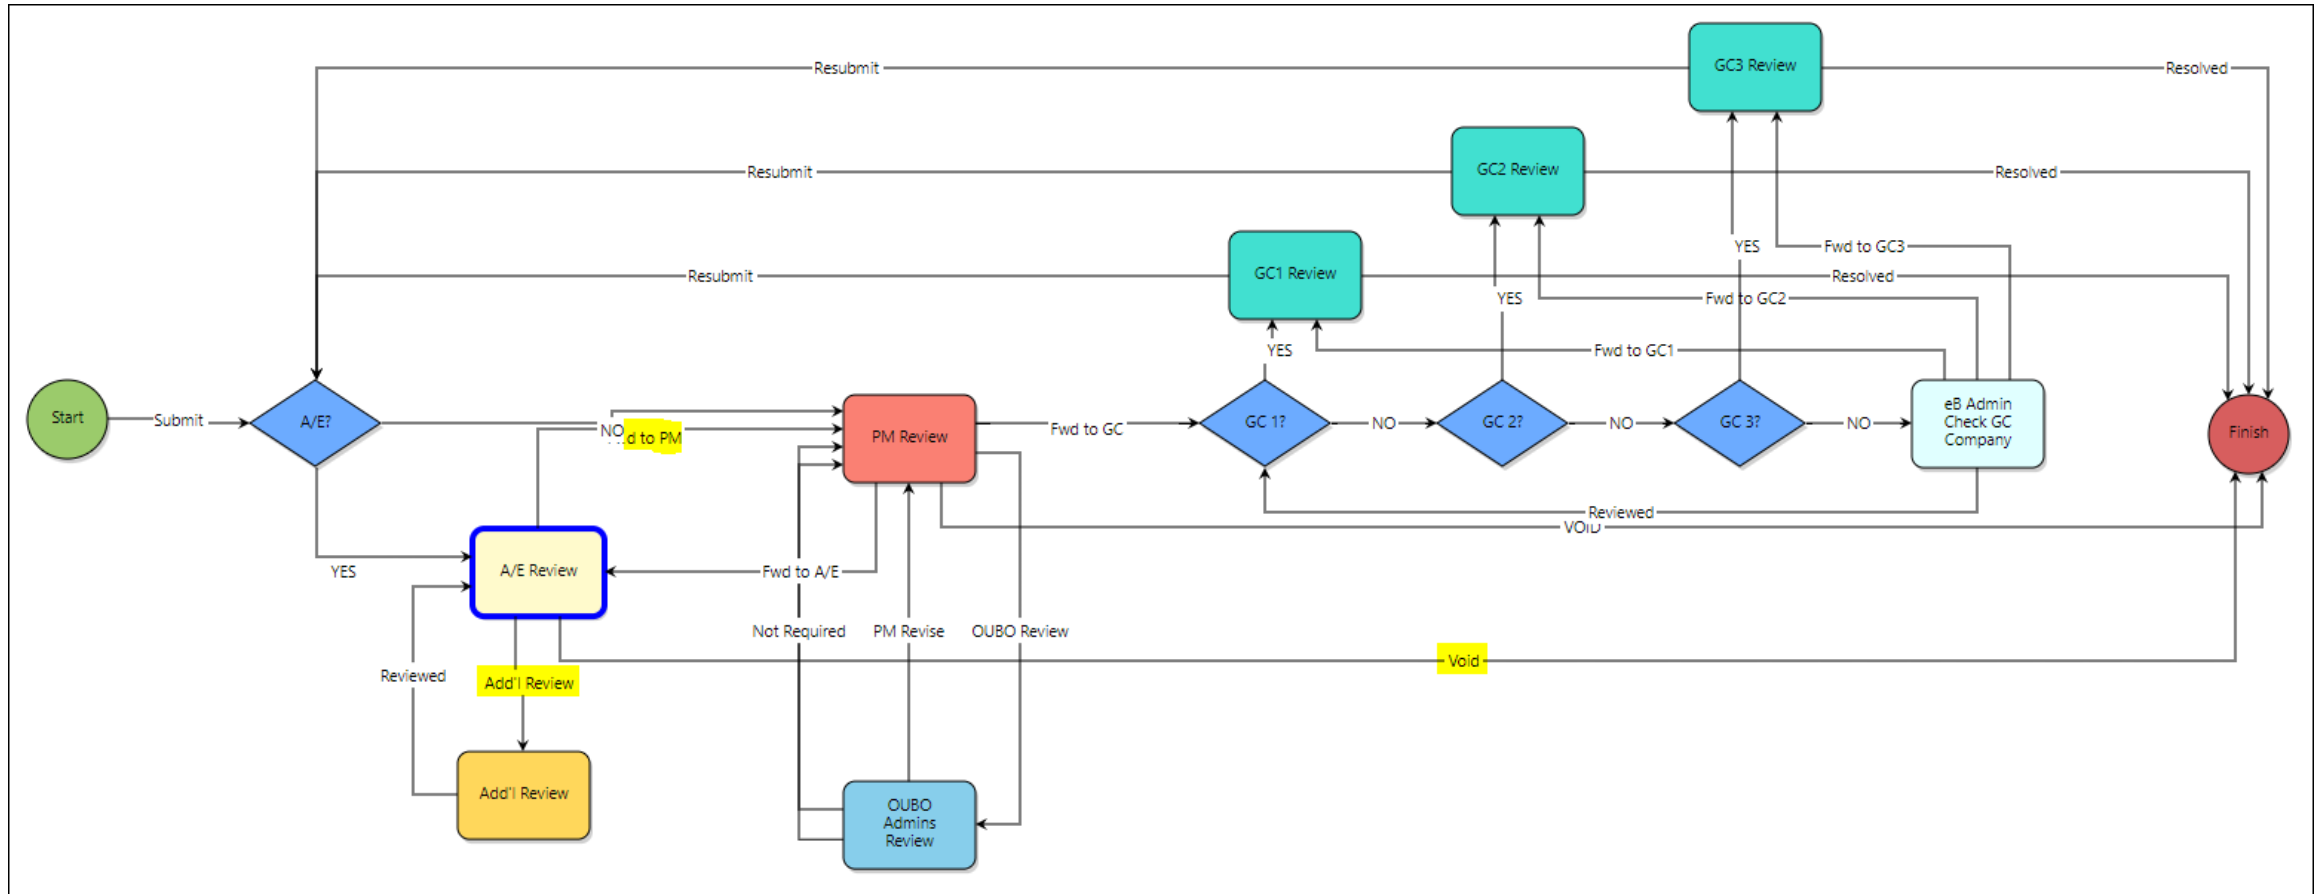 GC3 Review
Resubmit
Resolved
GC2 Review
Resubmit
Resolved
YES
Fwd to GC3
GC1 Review
Resubmit
Resolved
YES
Fwd to GC2
YES
Fwd to GC1
Start
Submit
A/E?
NO
d to PM
PM Review
Fwd to GC
GC 1?
NO
GC 2?
NO
GC 3?
NO
eB Admin
Check GC
Company
Finish
Reviewed
VOID
YES
A/E Review
Fwd to A/E
Not Required
PM Revise
OUBO Review
Reviewed
Add'l Review
Void
Add'l Review
OUBO
Admins
Review